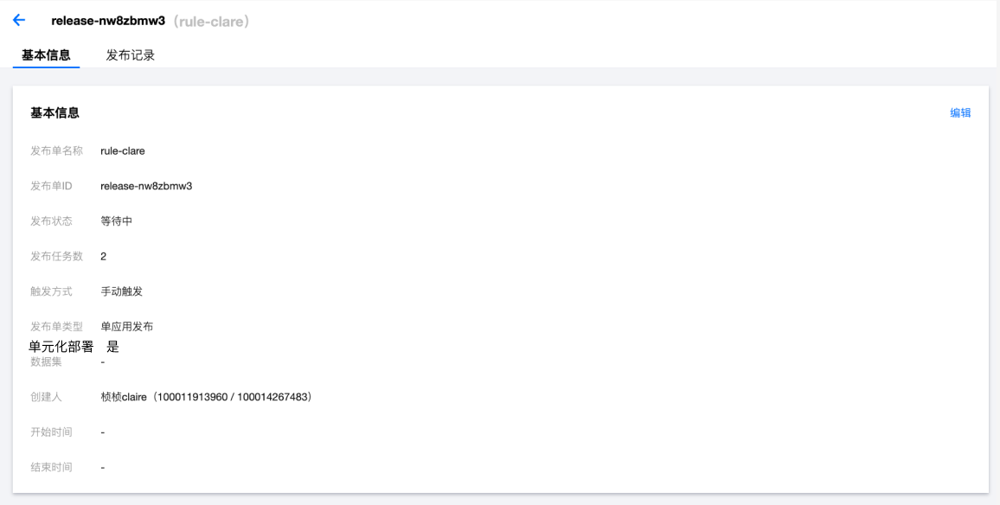 release-nw8zbmw3（rule-clare）
基本信息 发布记录
基本信息 编辑
发布单名称 rule-clare
发布单ID release-nw8zbmw3
发布状态 等待中
发布任务数 2
触发方式 手动触发
发布单类型 单应用发布
单元化部署 是
数据集 -
创建人 桢桢claire（100011913960 / 100014267483）
开始时间 -
结束时间 -